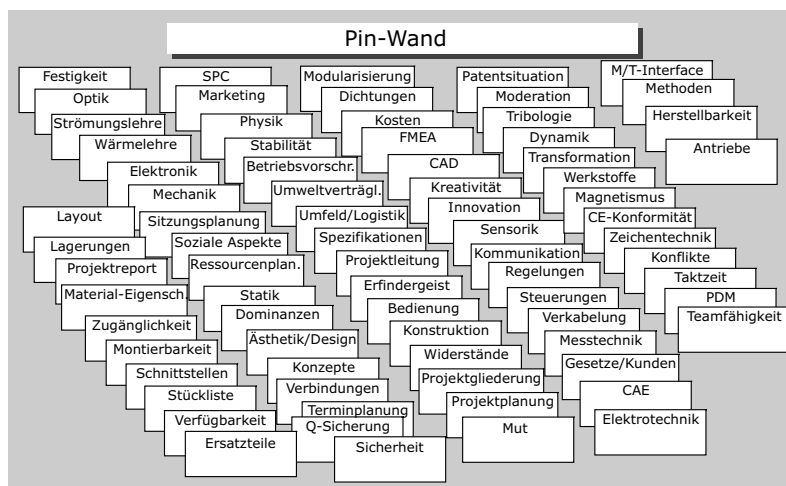 Pin-Wand
Festigkeit
Optik
Strömungslehre
Wärmelehre
Elektronik
Mechanik
Sitzungsplanung
Soziale Aspekte
Ressourcenplan.
Statik
Dominanzen
Ästhetik/Design
Konzepte
Verbindungen
Terminplanung
Q-Sicherung
Sicherheit
SPC
Marketing
Physik
Stabilität
Betriebsvorschr.
Umweltverträgl.
Umfeld/Logistik
Spezifikationen
Projektleitung
Erfindergeist
Bedienung
Konstruktion
Widerstände
Projektgliederung
Projektplanung
Mut
Modularisierung
Dichtungen
Kosten
FMEA
CAD
Kreativität
Innovation
Sensorik
Kommunikation
Regelungen
Steuerungen
Verkabelung
Messtechnik
Gesetze/Kunden
CAE
Elektrotechnik
Patentsituation
Moderation
Tribologie
Dynamik
Transformation
Werkstoffe
Magnetismus
CE-Konformität
Zeichentechnik
Konflikte
Taktzeit
PDM
Teamfähigkeit
M/T-Interface
Methoden
Herstellbarkeit
Antriebe
Layout
Lagerungen
Projektreport
Material-Eigensch.
Zugänglichkeit
Montierbarkeit
Schnittstellen
Stückliste
Verfügbarkeit
Ersatzteile